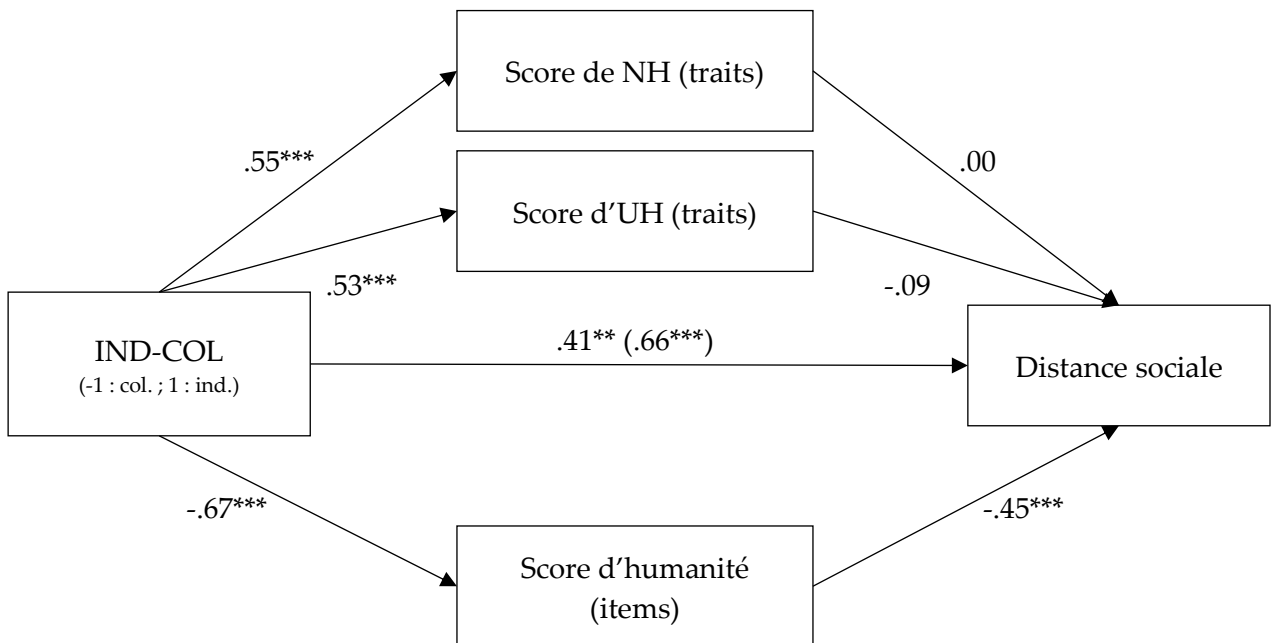 Score de NH (traits)
.55***
.00
Score d’UH (traits)
.53***
-.09
IND-COL
(-1 : col. ; 1 : ind.)
.41** (.66***)
Distance sociale
-.67***
-.45***
Score d’humanité
(items)